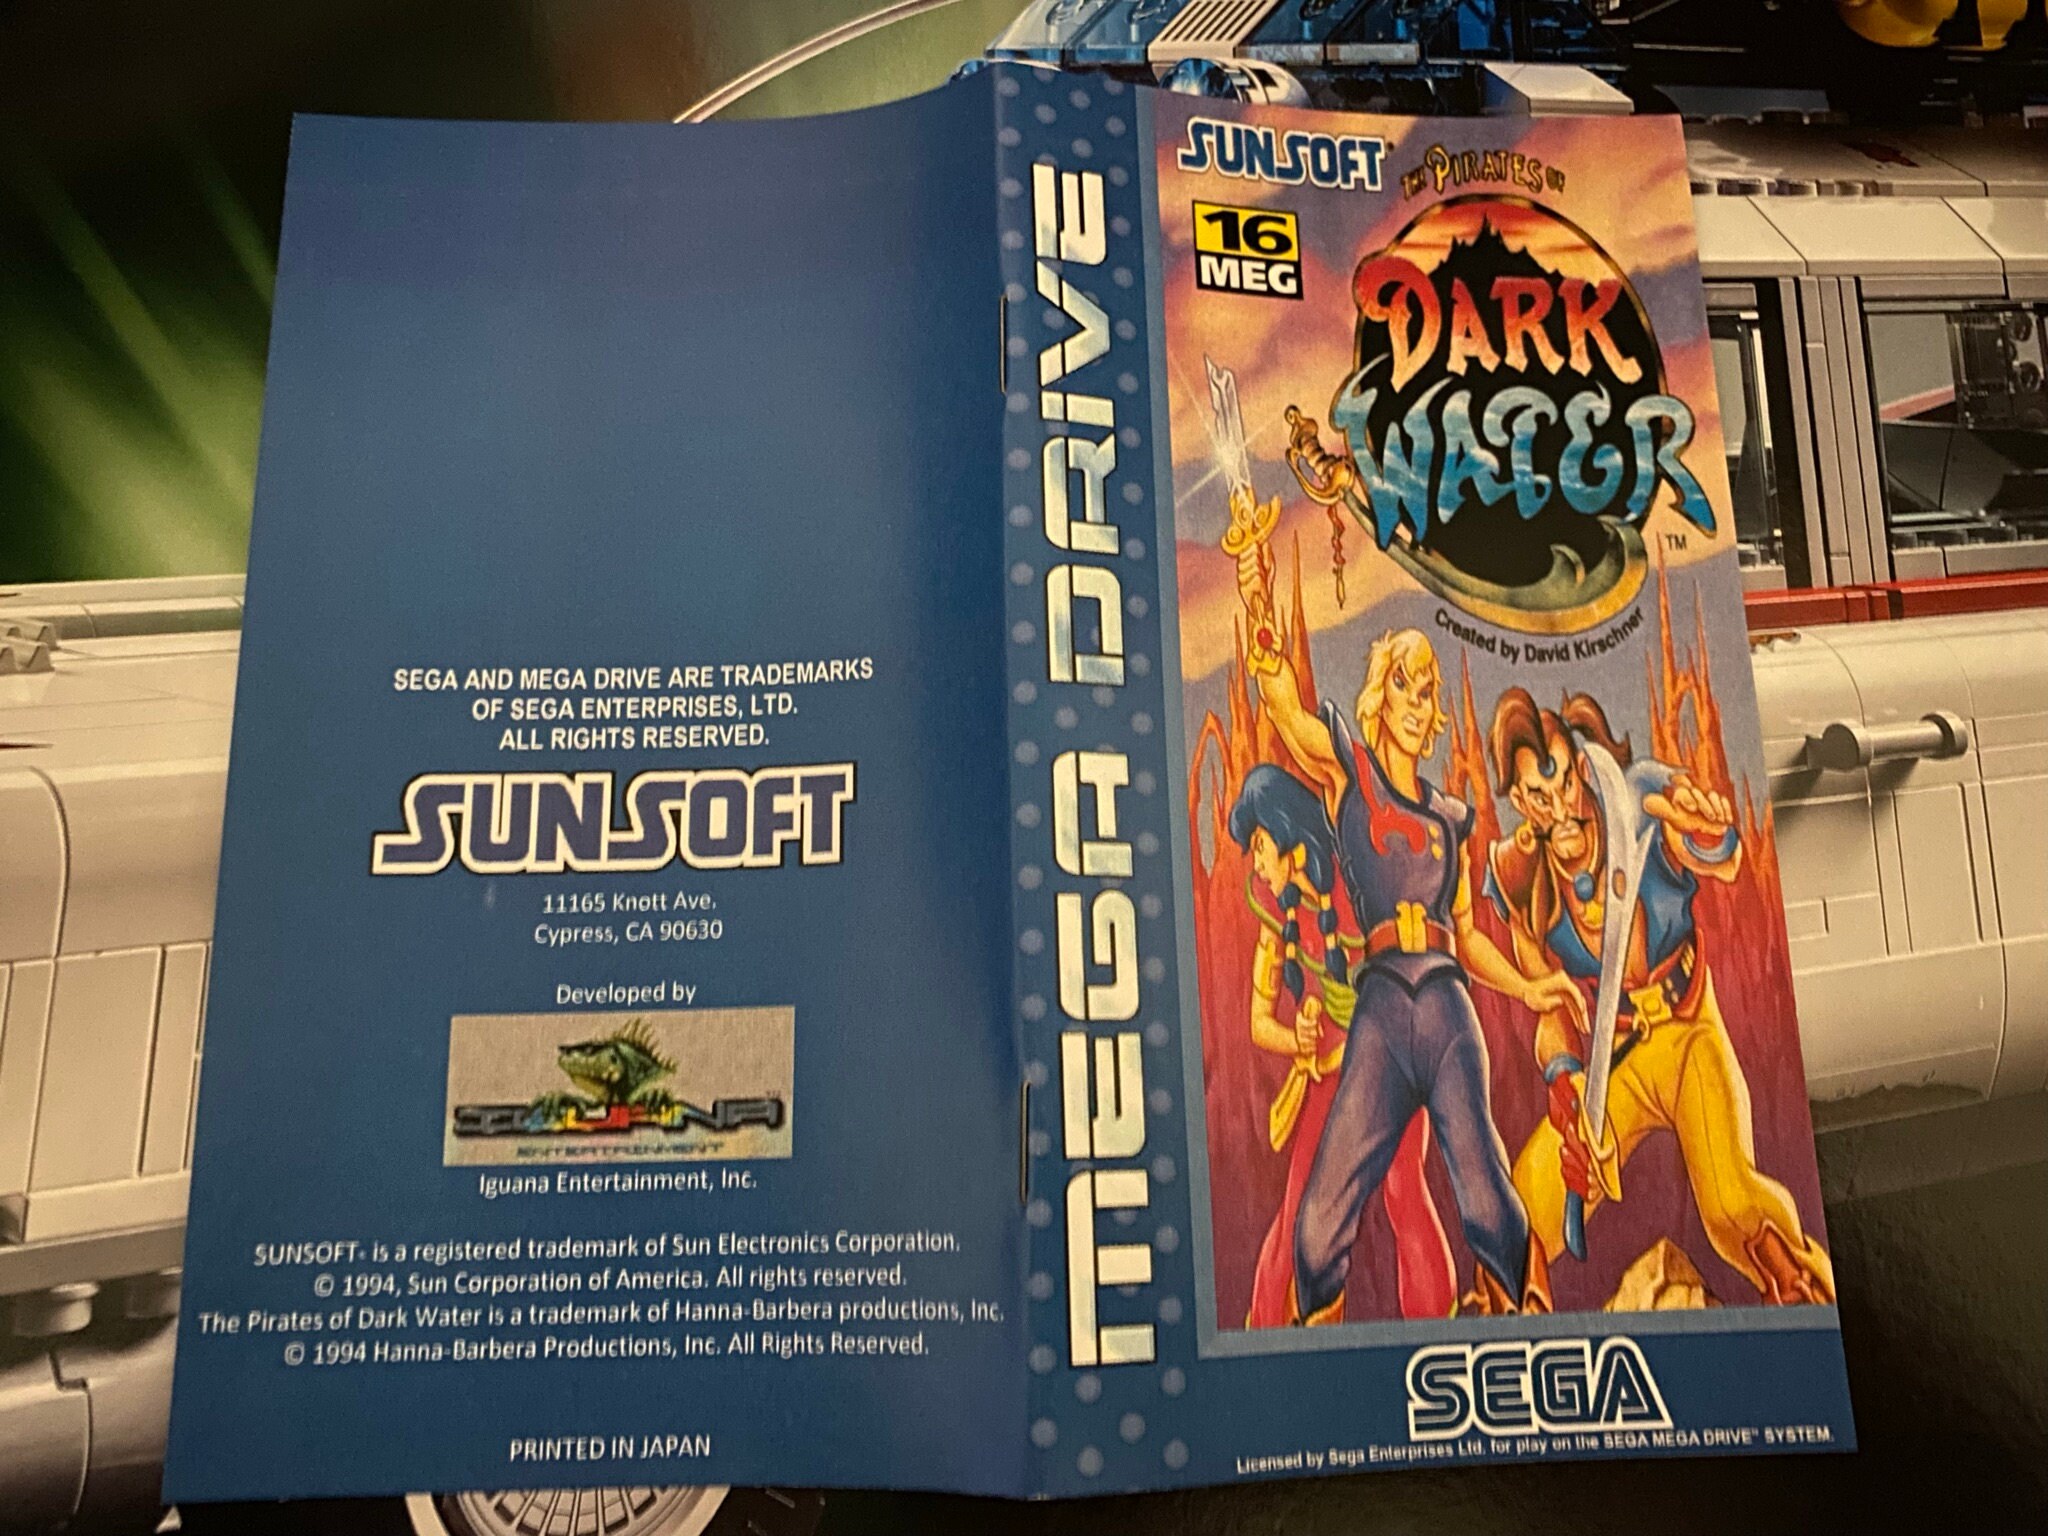 SEGA AND MEGA DRIVE ARE TRADEMARKS
OF SEGA ENTERPRISES, LTD.
ALL RIGHTS RESERVED.
SUNSOFT
11165 Knott Ave.
Cypress, CA 90630
Developed by
IGUANA
ENTERTAINMENT
Iguana Entertainment, Inc.
SUNSOFT® is a registered trademark of Sun Electronics Corporation.
© 1994, Sun Corporation of America. All rights reserved.
The Pirates of Dark Water is a trademark of Hanna-Barbera productions, Inc.
© 1994 Hanna-Barbera Productions, Inc. All Rights Reserved.
PRINTED IN JAPAN
MEGA DRIVE
SUNSOFT®
16
MEG
THE PIRATES OF
DARK
WATER
TM
Created by David Kirschner
SEGA
Licensed by Sega Enterprises Ltd. for play on the SEGA MEGA DRIVE™ SYSTEM.